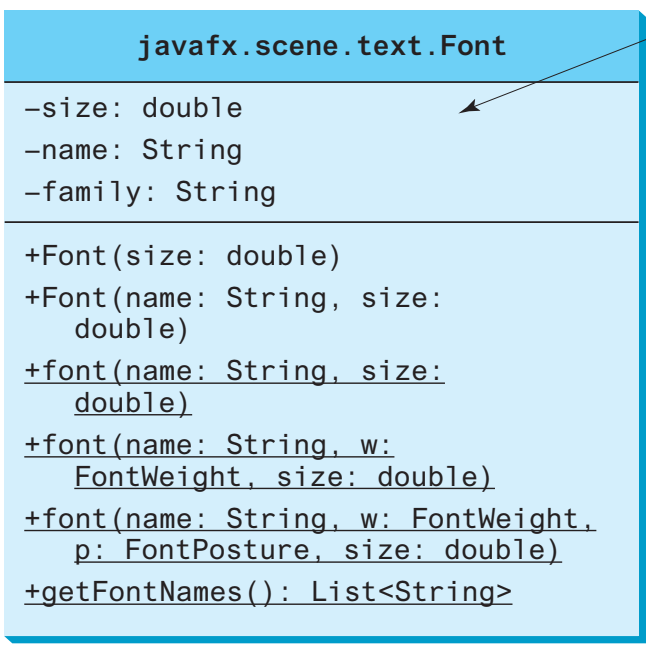 javafx.scene.text.Font
–size: double
–name: String
–family: String
+Font(size: double)
+Font(name: String, size:
double)
+font(name: String, size:
double)
+font(name: String, w:
FontWeight, size: double)
+font(name: String, w: FontWeight,
p: FontPosture, size: double)
+getFontNames(): List<String>